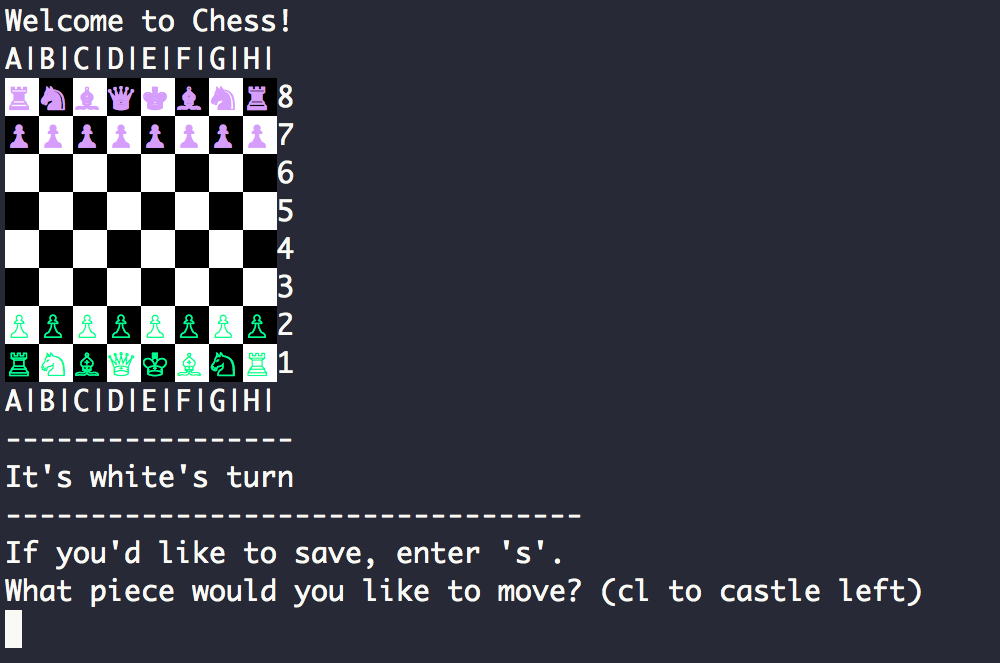 Welcome to Chess!
A|B|C|D|E|F|G|H|
8
7
6
5
4
3
2
1
A|B|C|D|E|F|G|H|
-----------------
It's white's turn
----------------------------------
If you'd like to save, enter 's'.
What piece would you like to move? (cl to castle left)